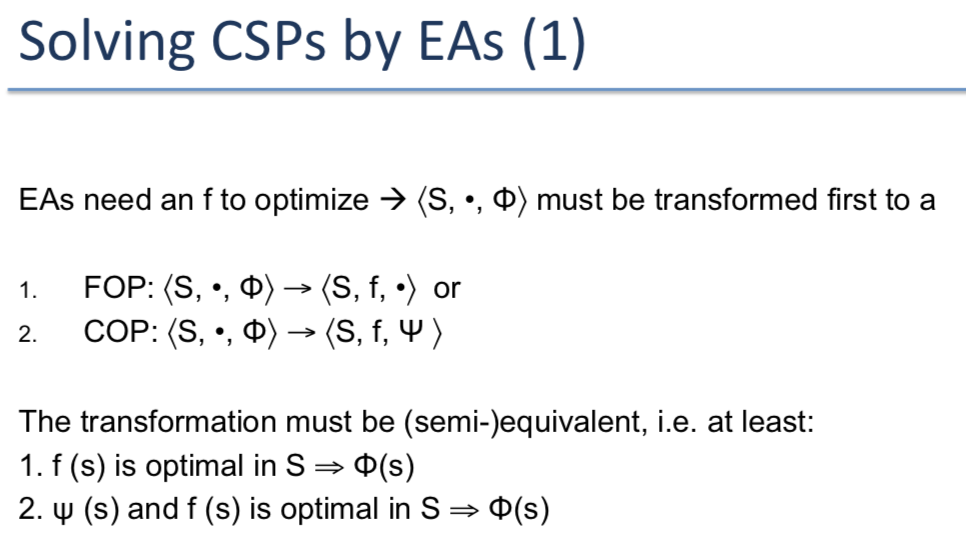 Solving CSPs by EAs (1)
EAs need an f to optimize → ⟨S, •, Φ⟩ must be transformed first to a
1. FOP: ⟨S, •, Φ⟩ → ⟨S, f, •⟩ or
2. COP: ⟨S, •, Φ⟩ → ⟨S, f, Ψ ⟩
The transformation must be (semi-)equivalent, i.e. at least:
1. f (s) is optimal in S ⇒ Φ(s)
2. ψ (s) and f (s) is optimal in S ⇒ Φ(s)